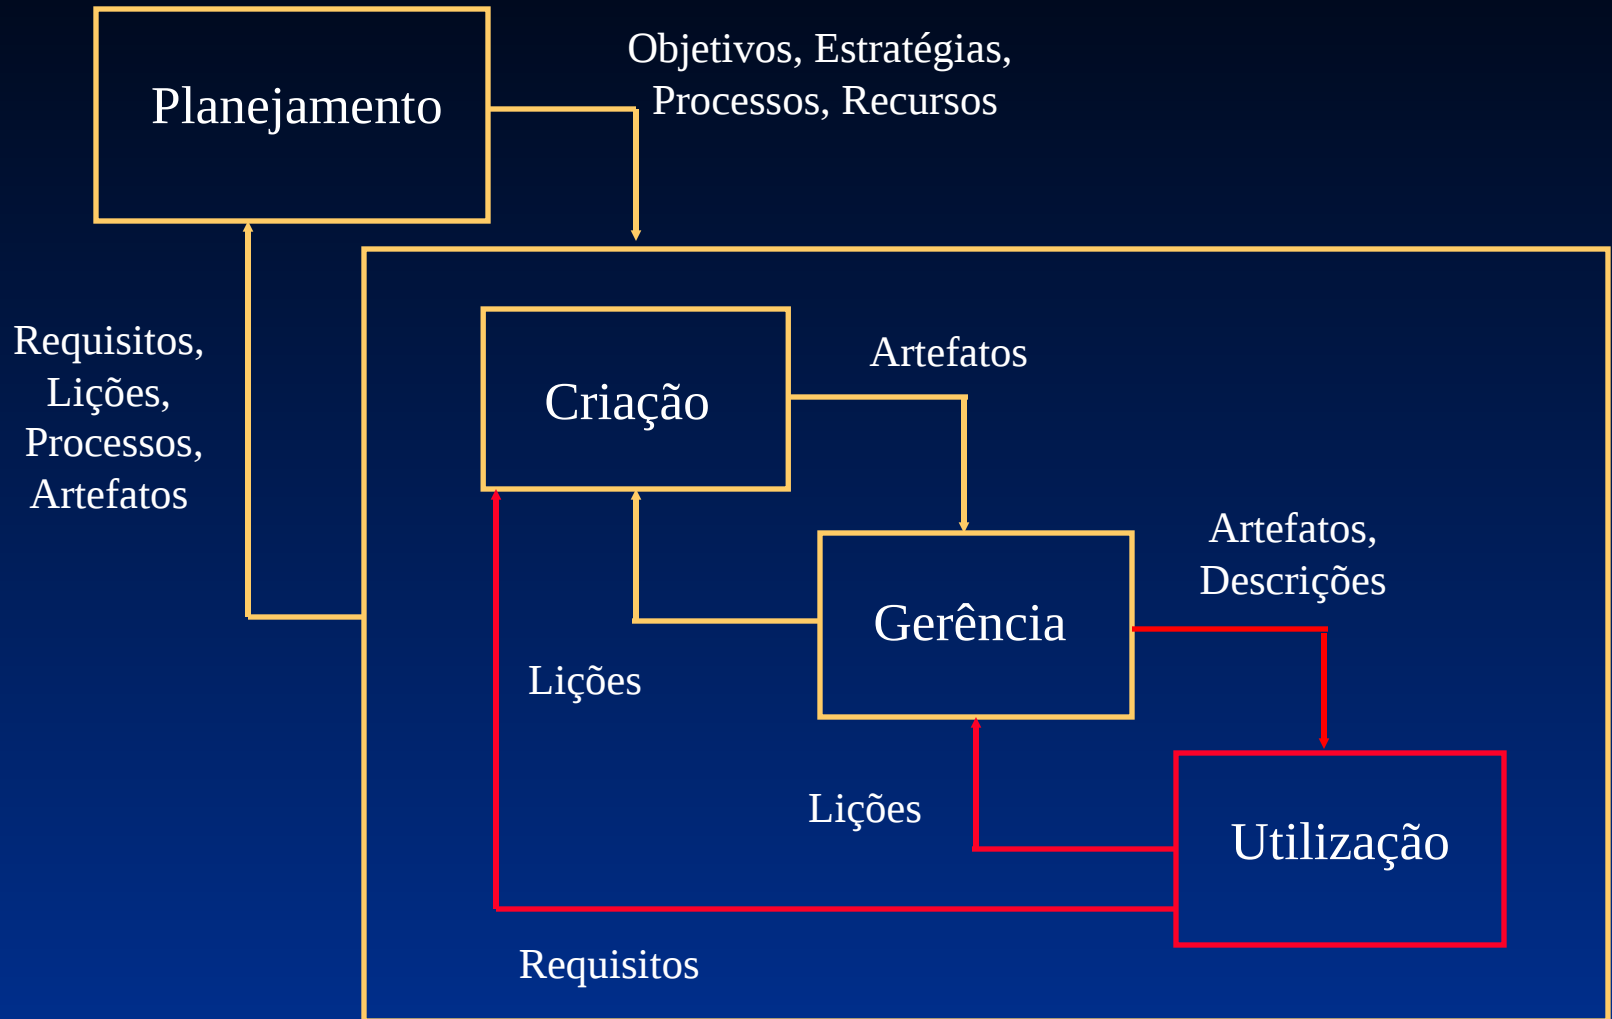 Planejamento
Objetivos, Estratégias,
Processos, Recursos
Requisitos,
Lições,
Processos,
Artefatos
Criação
Artefatos
Gerência
Artefatos,
Descrições
Lições
Lições
Utilização
Requisitos